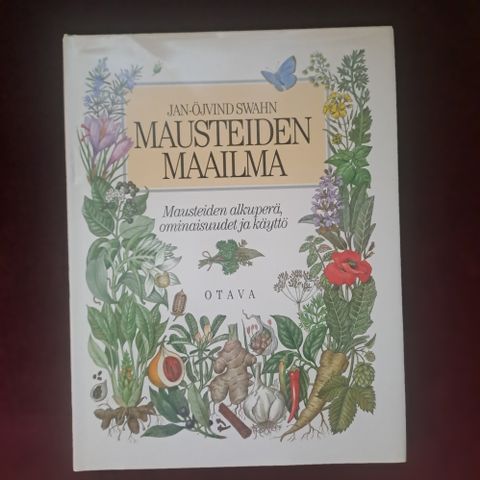 JAN-ÖJVIND SWAHN
MAUSTEIDEN
MAAILMA
Mausteiden alkuperä,
ominaisuudet ja käyttö
OTAVA